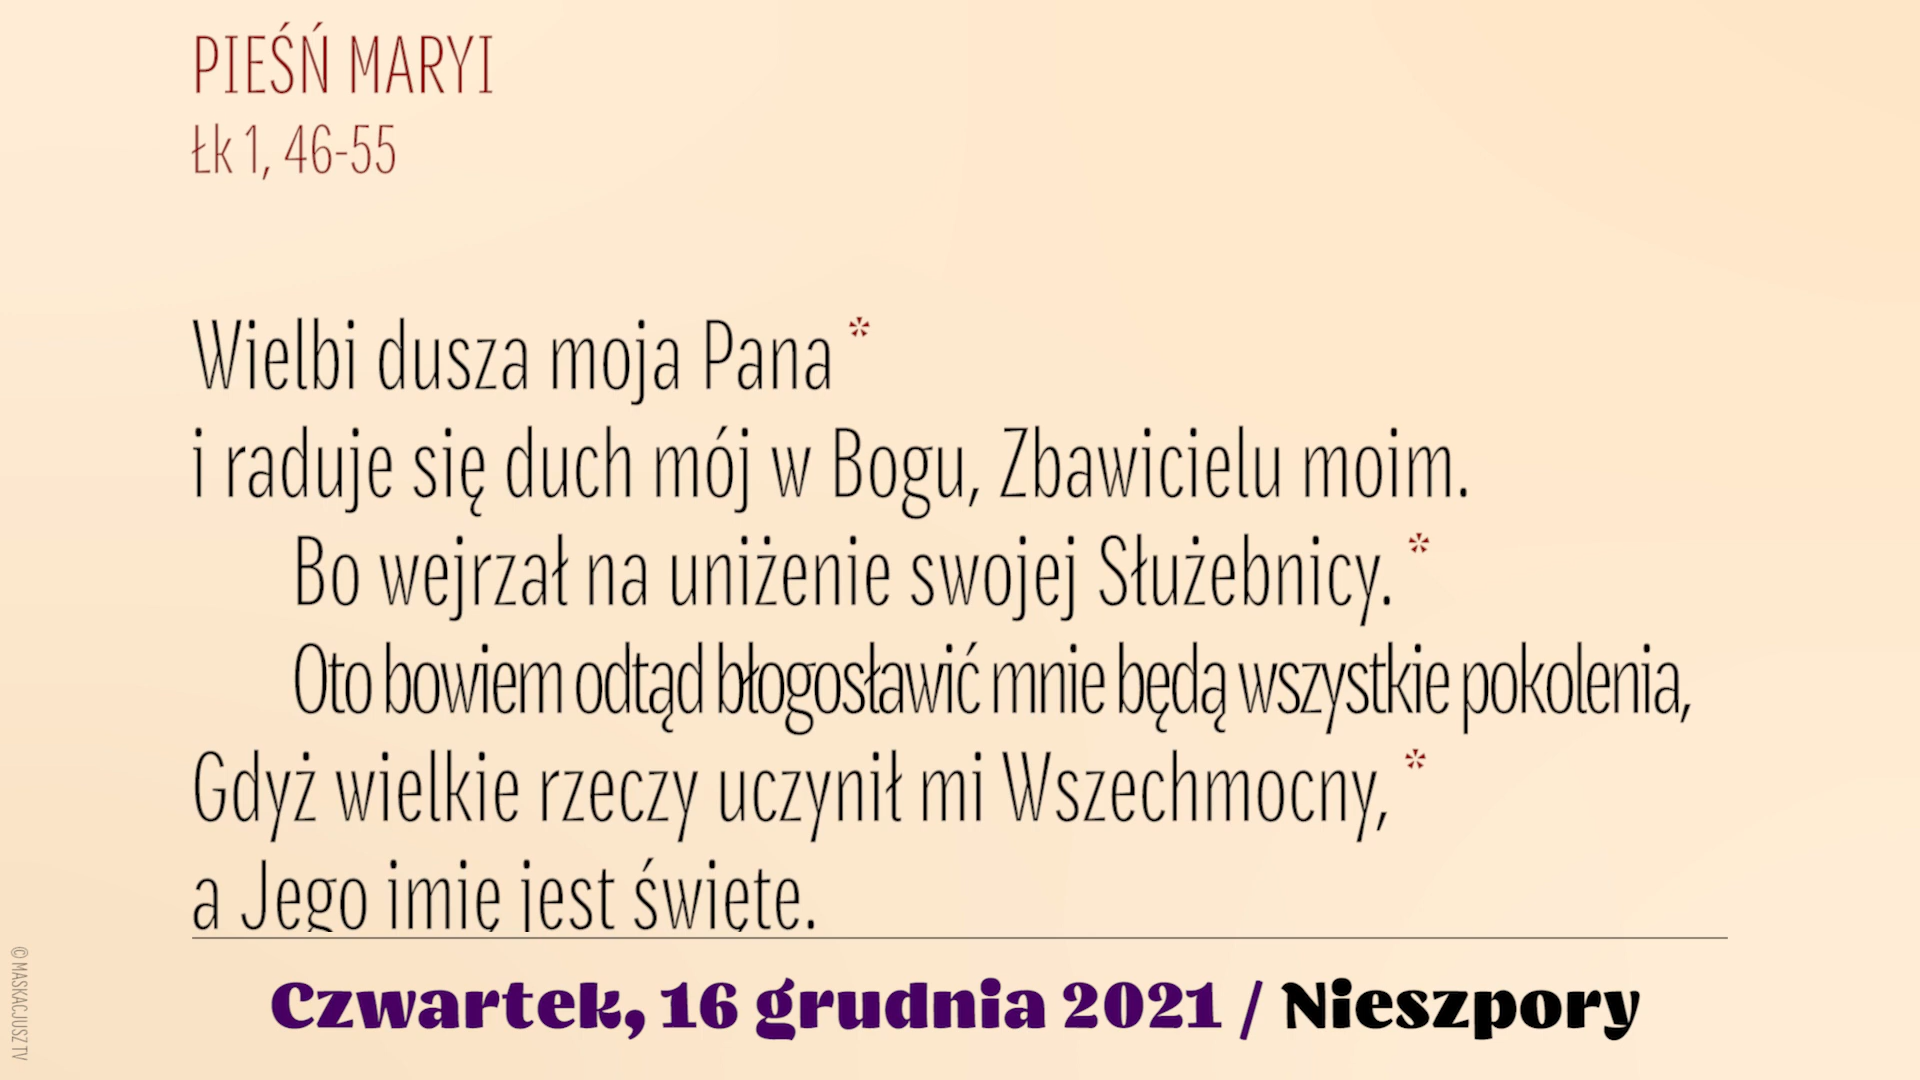 PIEŚŃ MARYI
Łk 1, 46-55
Wielbi dusza moja Pana *
i raduje się duch mój w Bogu, Zbawicielu moim.
Bo wejrzał na uniżenie swojej Służebnicy. *
Oto bowiem odtąd błogosławić mnie będą wszystkie pokolenia,
Gdyż wielkie rzeczy uczynił mi Wszechmocny, *
a Jego imię jest święte.
Czwartek, 16 grudnia 2021 / Nieszpory
© MASKACJUSZ TV